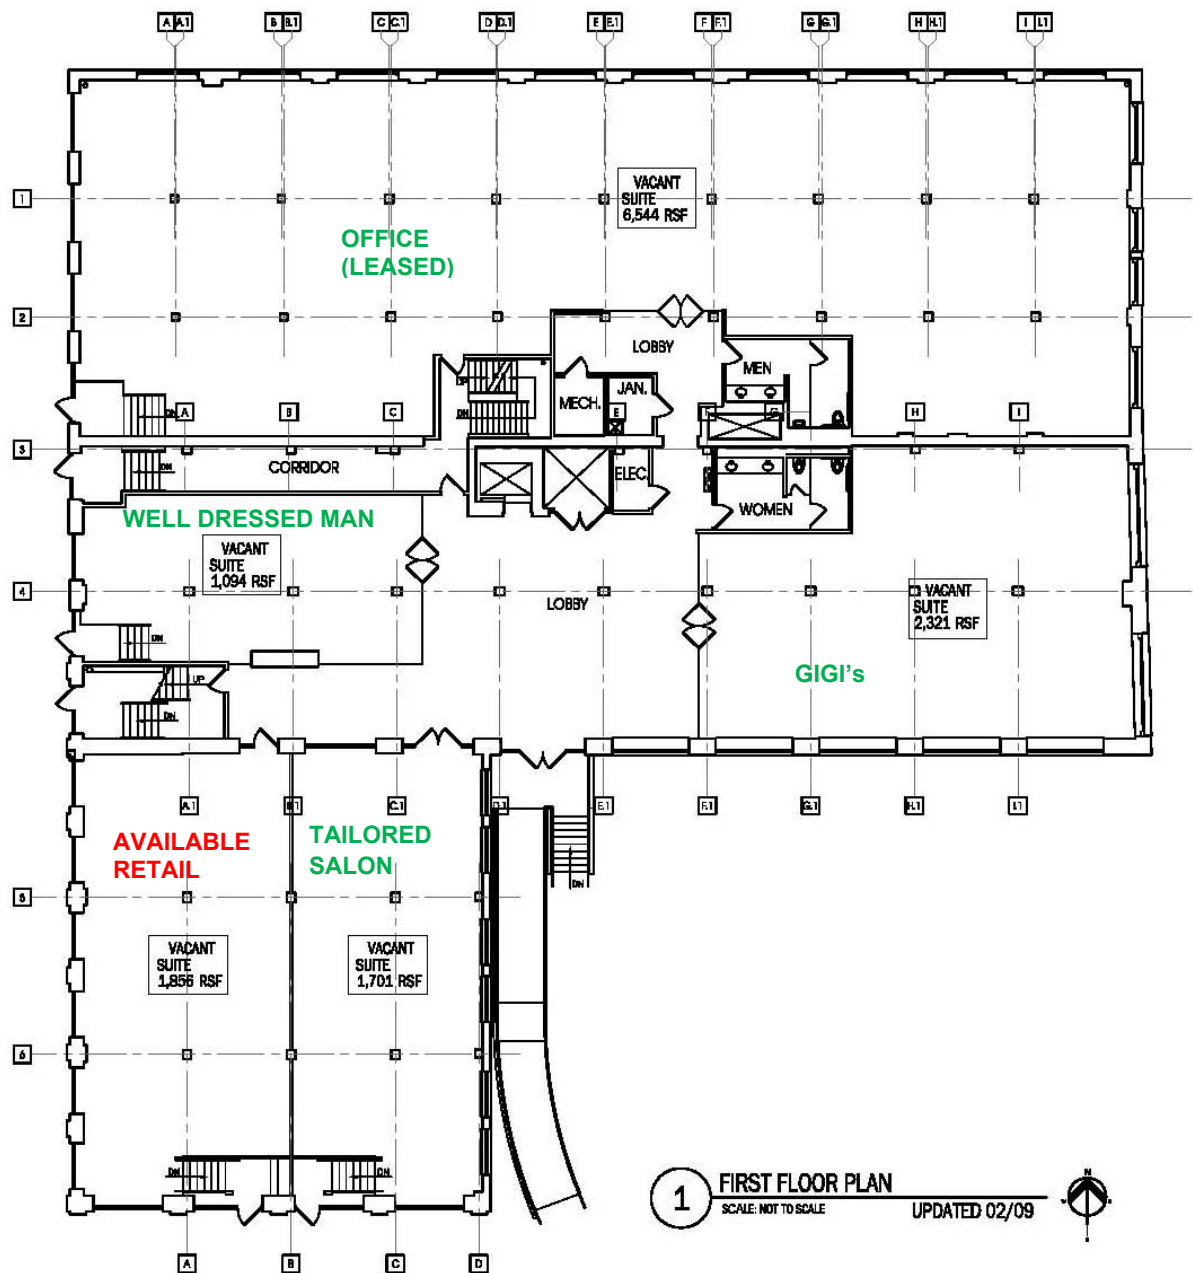 A A.1 B B.1 C C.1 D D.1 E E.1 F F.1 G G.1 H H.1 I I.1
VACANT
SUITE
6,544 RSF
1
OFFICE
(LEASED)
2
LOBBY
MEN
UP
MECH.
JAN.
DN
A B C DN E G H I
3
CORRIDOR
DN
ELEC.
WOMEN
WELL DRESSED MAN
VACANT
SUITE
1,094 RSF
4
LOBBY
VACANT
SUITE
2,321 RSF
DN
GIGI's
UP
DN
A.1 B.1 C.1 D.1 E.1 F.1 G.1 H.1 I.1
AVAILABLE
RETAIL
TAILORED
SALON
DN
5
VACANT
SUITE
1,856 RSF
VACANT
SUITE
1,701 RSF
6
DN DN
1
FIRST FLOOR PLAN
SCALE: NOT TO SCALE
UPDATED 02/09
N
A B C D